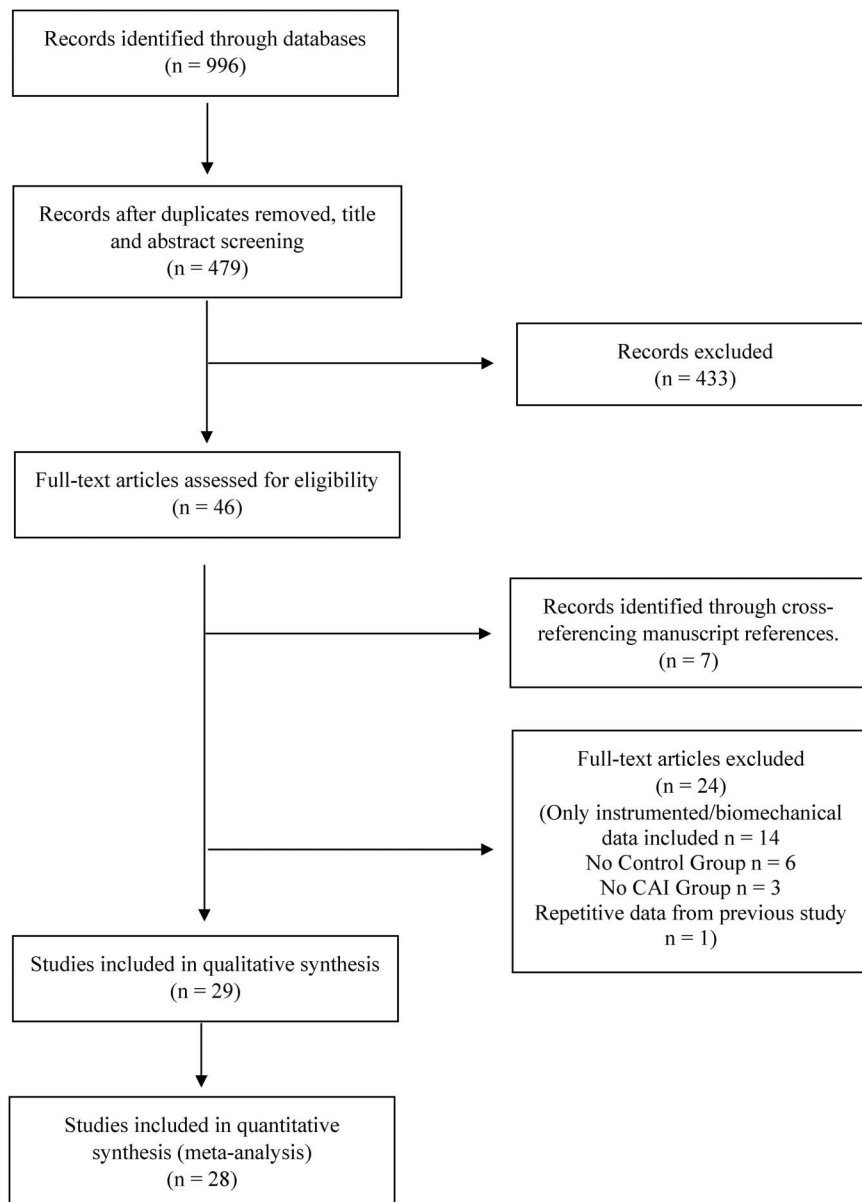 Records identified through databases
(n = 996)
Records after duplicates removed, title
and abstract screening
(n = 479)
Records excluded
(n = 433)
Full-text articles assessed for eligibility
(n = 46)
Records identified through cross-
referencing manuscript references.
(n = 7)
Full-text articles excluded
(n = 24)
(Only instrumented/biomechanical
data included n = 14
No Control Group n = 6
No CAI Group n = 3
Repetitive data from previous study
n = 1)
Studies included in qualitative synthesis
(n = 29)
Studies included in quantitative
synthesis (meta-analysis)
(n = 28)